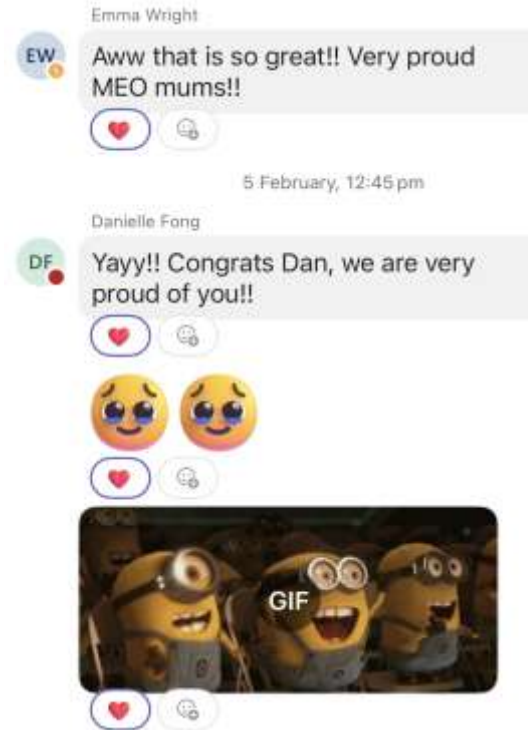 Emma Wright
EW
Aww that is so great!! Very proud
MEO mums!!
5 February, 12:45 pm
Danielle Fong
DF
Yayy!! Congrats Dan, we are very
proud of you!!
GIF